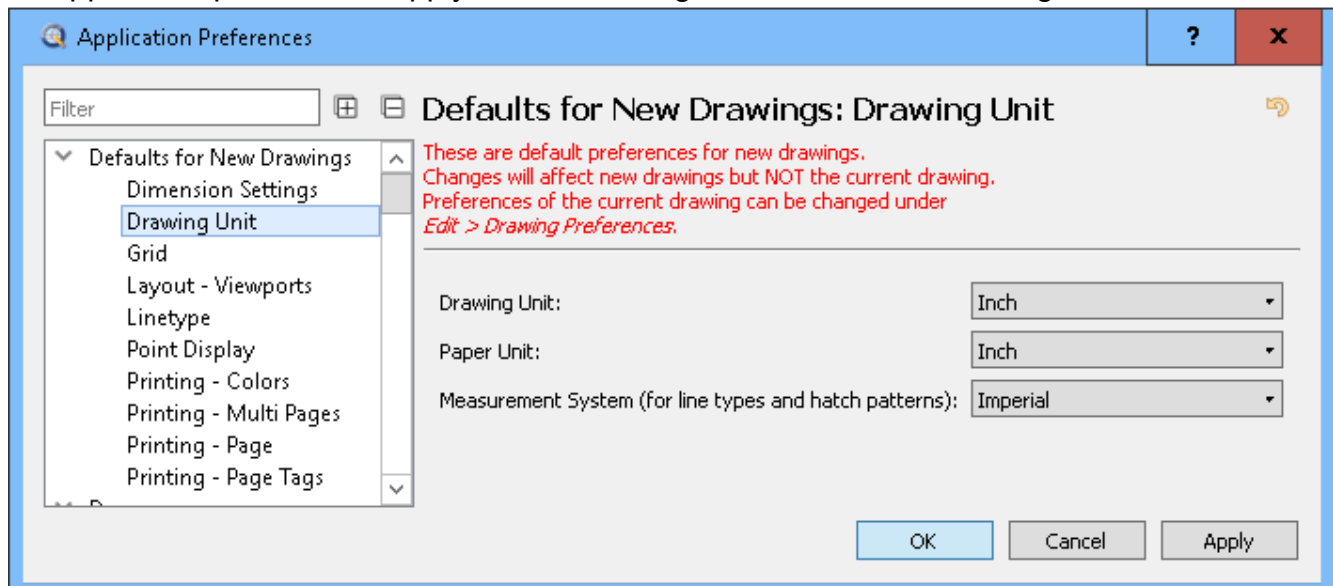 Application Preferences
?
x
Filter
Defaults for New Drawings: Drawing Unit
Defaults for New Drawings
Dimension Settings
Drawing Unit
Grid
Layout - Viewports
Linetype
Point Display
Printing - Colors
Printing - Multi Pages
Printing - Page
Printing - Page Tags
These are default preferences for new drawings.
Changes will affect new drawings but NOT the current drawing.
Preferences of the current drawing can be changed under
Edit > Drawing Preferences.
Drawing Unit:
Inch
Paper Unit:
Inch
Measurement System (for line types and hatch patterns):
Imperial
OK
Cancel
Apply